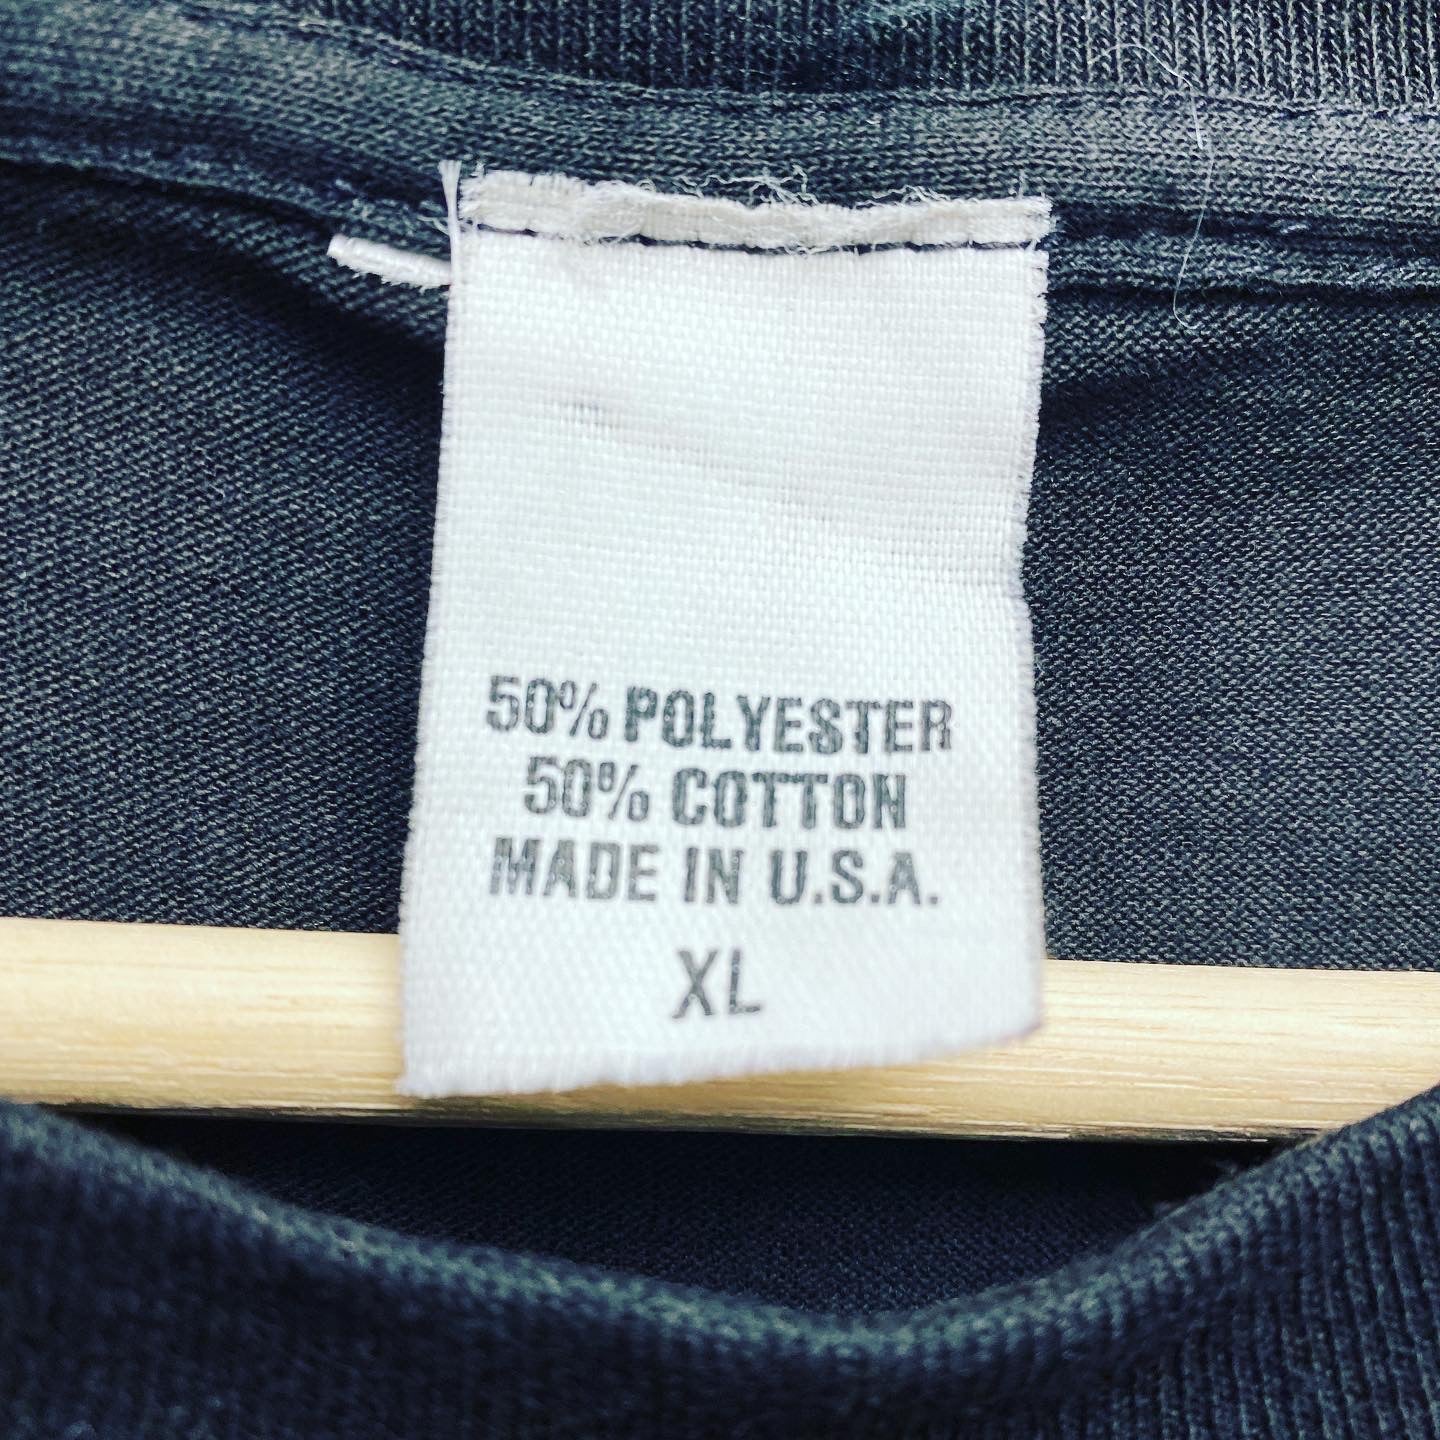 50% POLYESTER
50% COTTON
MADE IN U.S.A.
XL